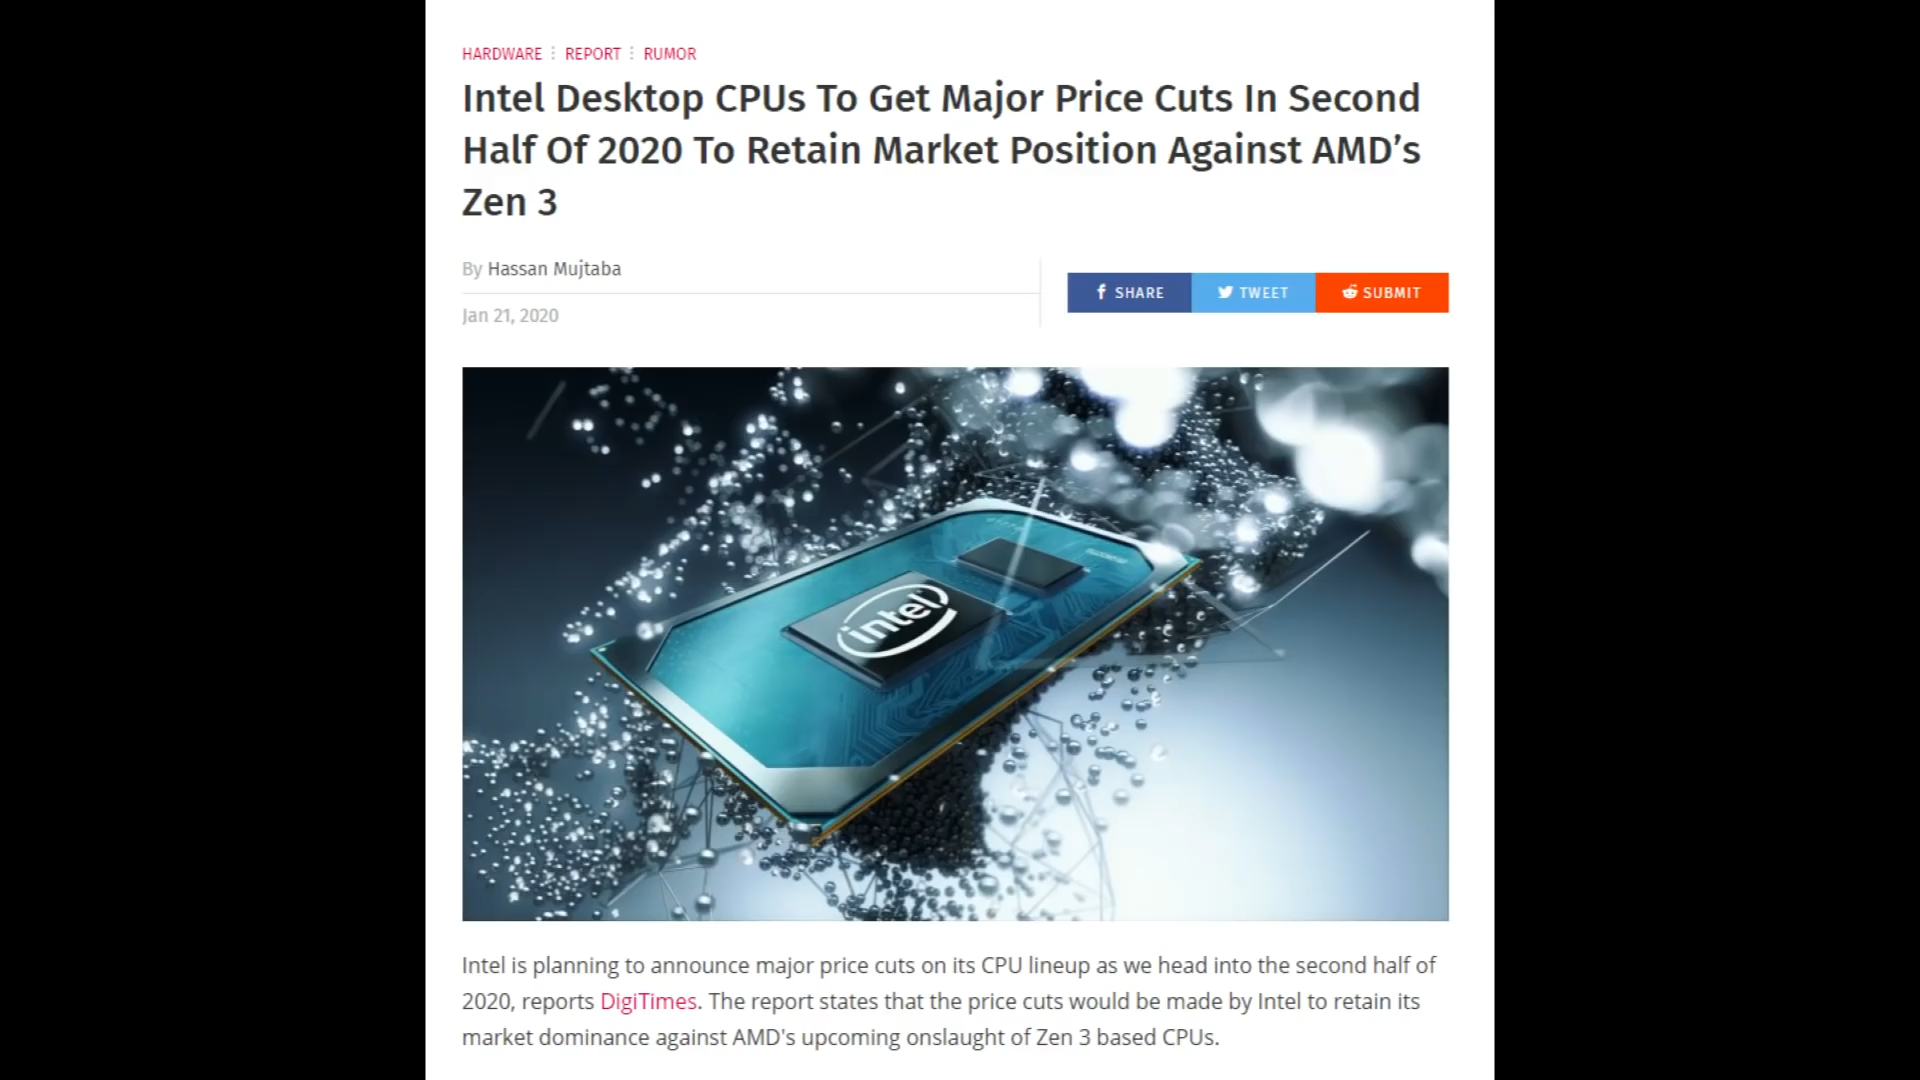 HARDWARE ⋮ REPORT ⋮ RUMOR
Intel Desktop CPUs To Get Major Price Cuts In Second
Half Of 2020 To Retain Market Position Against AMD’s
Zen 3
By Hassan Mujtaba
Jan 21, 2020
SHARE
TWEET
SUBMIT
intel
Intel is planning to announce major price cuts on its CPU lineup as we head into the second half of
2020, reports DigiTimes. The report states that the price cuts would be made by Intel to retain its
market dominance against AMD's upcoming onslaught of Zen 3 based CPUs.